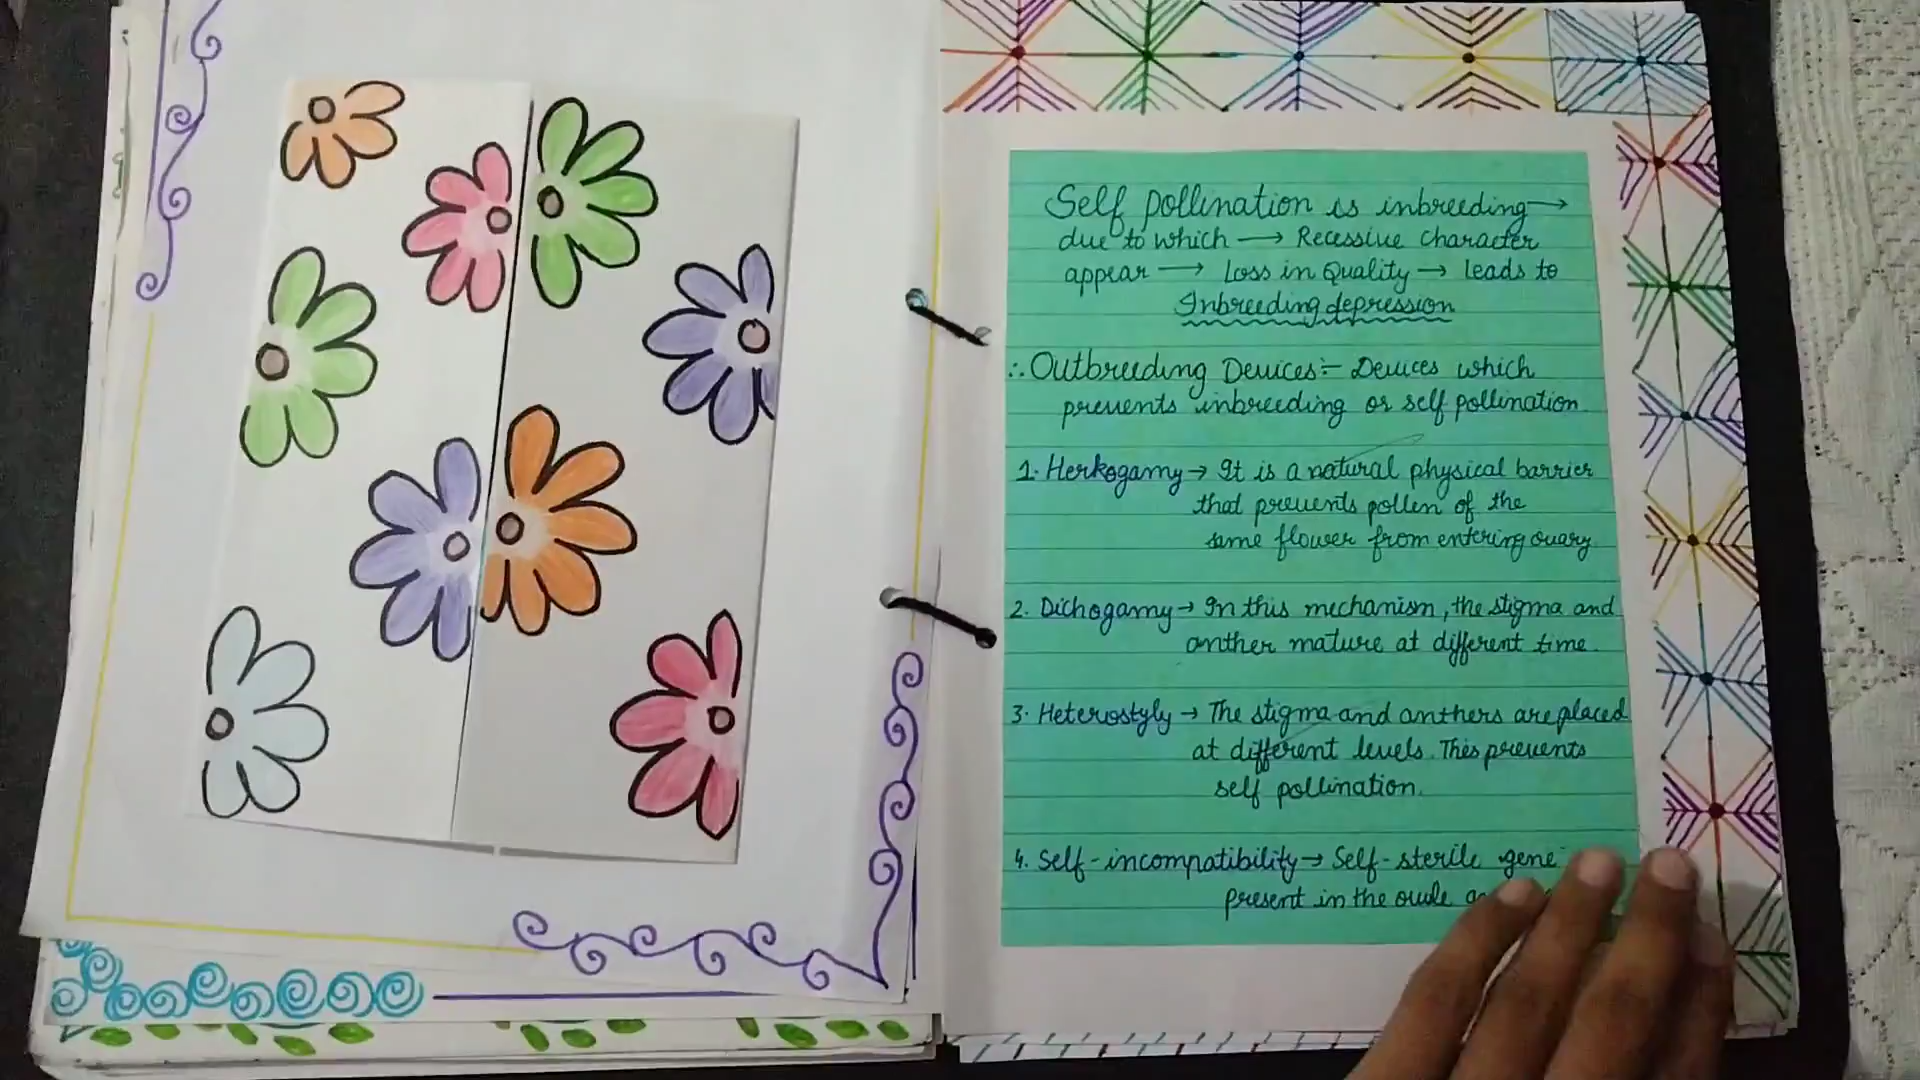 Self pollination is inbreeding →
due to which → Recessive character
appear → Loss in Quality → leads to
Inbreeding depression
∴ Outbreeding Devices:- Devices which
prevents inbreeding or self pollination.
1. Herkogamy → It is a natural physical barrier
that prevents pollen of the
same flower from entering ovary
2. Dichogamy → In this mechanism, the stigma and
anther mature at different time.
3. Heterostyly → The stigma and anthers are placed
at different levels. This prevents
self pollination.
4. Self-incompatibility → Self-sterile gene
present in the ovule